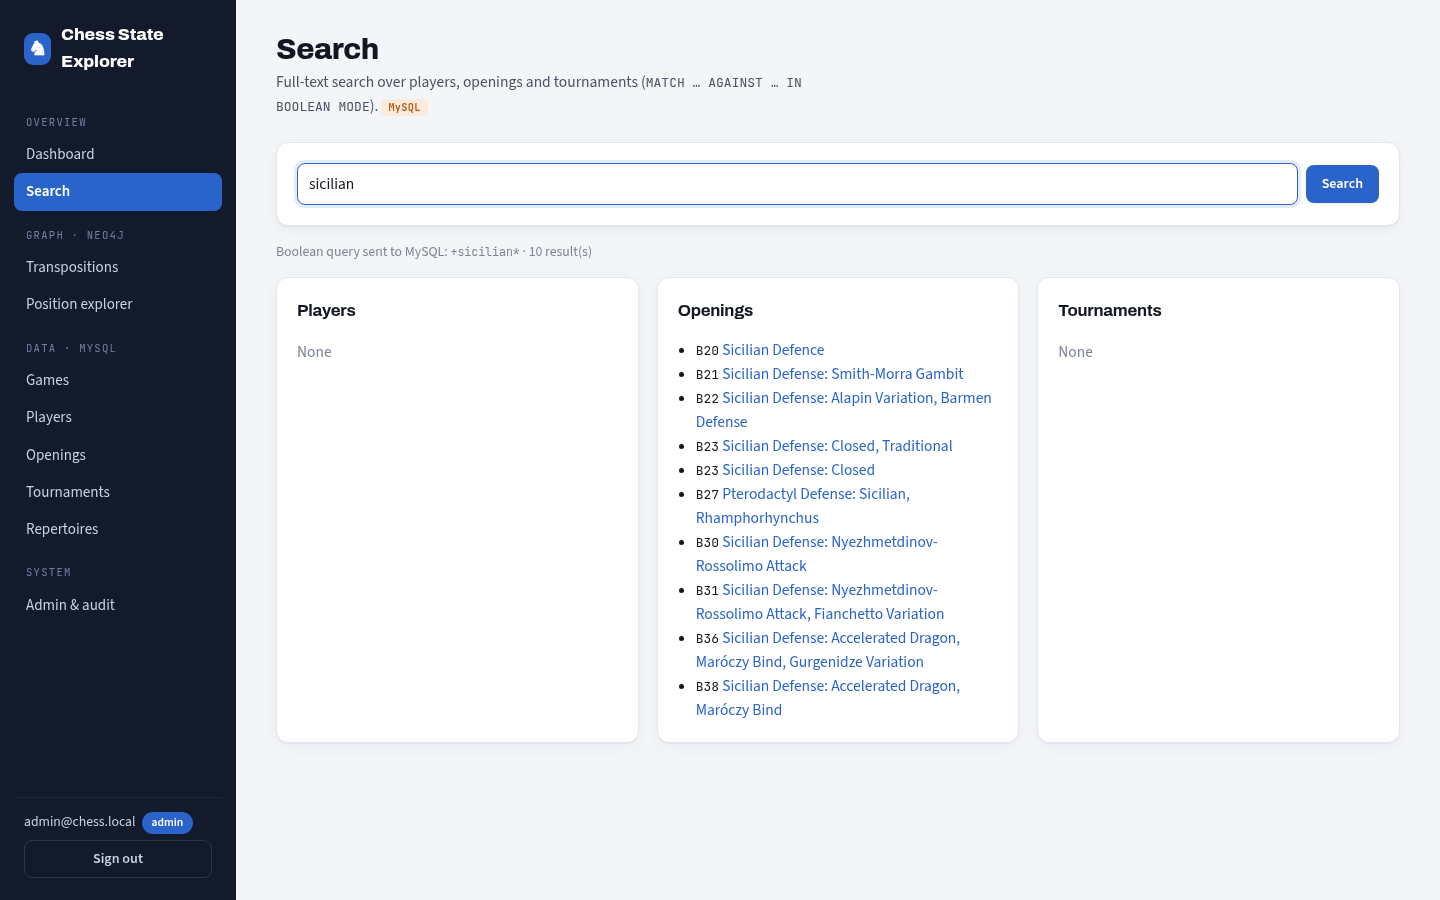 Chess State
Explorer
OVERVIEW
Dashboard
Search
GRAPH · NEO4J
Transpositions
Position explorer
DATA · MYSQL
Games
Players
Openings
Tournaments
Repertoires
SYSTEM
Admin & audit
admin@chess.local admin
Sign out
Search
Full-text search over players, openings and tournaments (MATCH … AGAINST … IN
BOOLEAN MODE). MySQL
sicilian
Search
Boolean query sent to MySQL: +sicilian* · 10 result(s)
Players
None
Openings
B20 Sicilian Defence
B21 Sicilian Defense: Smith-Morra Gambit
B22 Sicilian Defense: Alapin Variation, Barmen
Defense
B23 Sicilian Defense: Closed, Traditional
B23 Sicilian Defense: Closed
B27 Pterodactyl Defense: Sicilian,
Rhamphorhynchus
B30 Sicilian Defense: Nyezhmetdinov-
Rossolimo Attack
B31 Sicilian Defense: Nyezhmetdinov-
Rossolimo Attack, Fianchetto Variation
B36 Sicilian Defense: Accelerated Dragon,
Maróczy Bind, Gurgenidze Variation
B38 Sicilian Defense: Accelerated Dragon,
Maróczy Bind
Tournaments
None